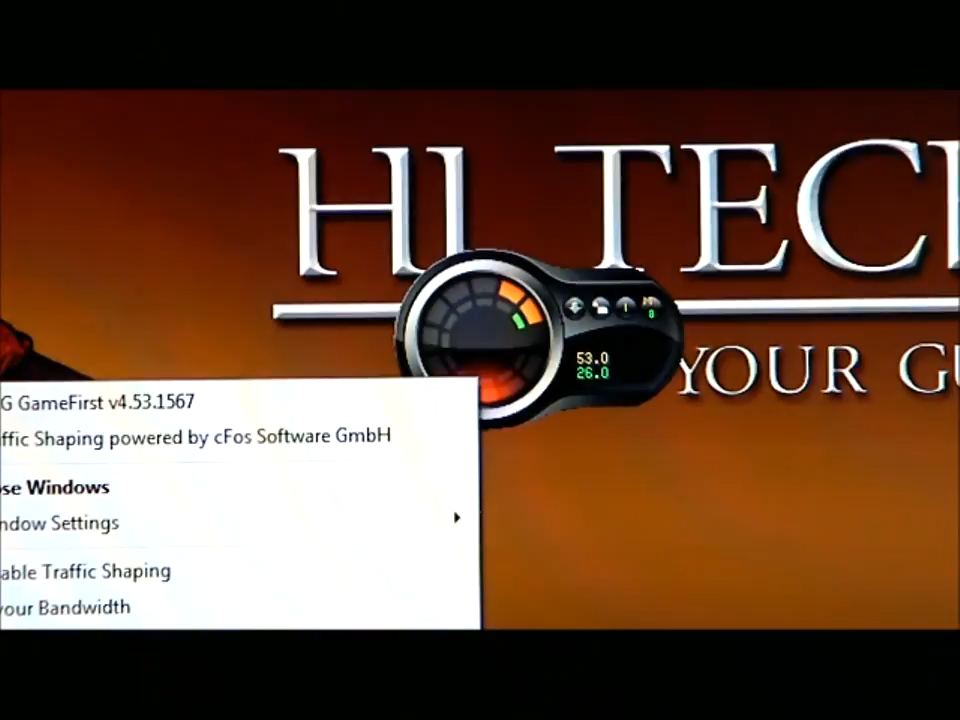 HI TEC
YOUR G
53.0
26.0
8
G GameFirst v4.53.1567
ffic Shaping powered by cFos Software GmbH
ose Windows
ndow Settings
able Traffic Shaping
your Bandwidth